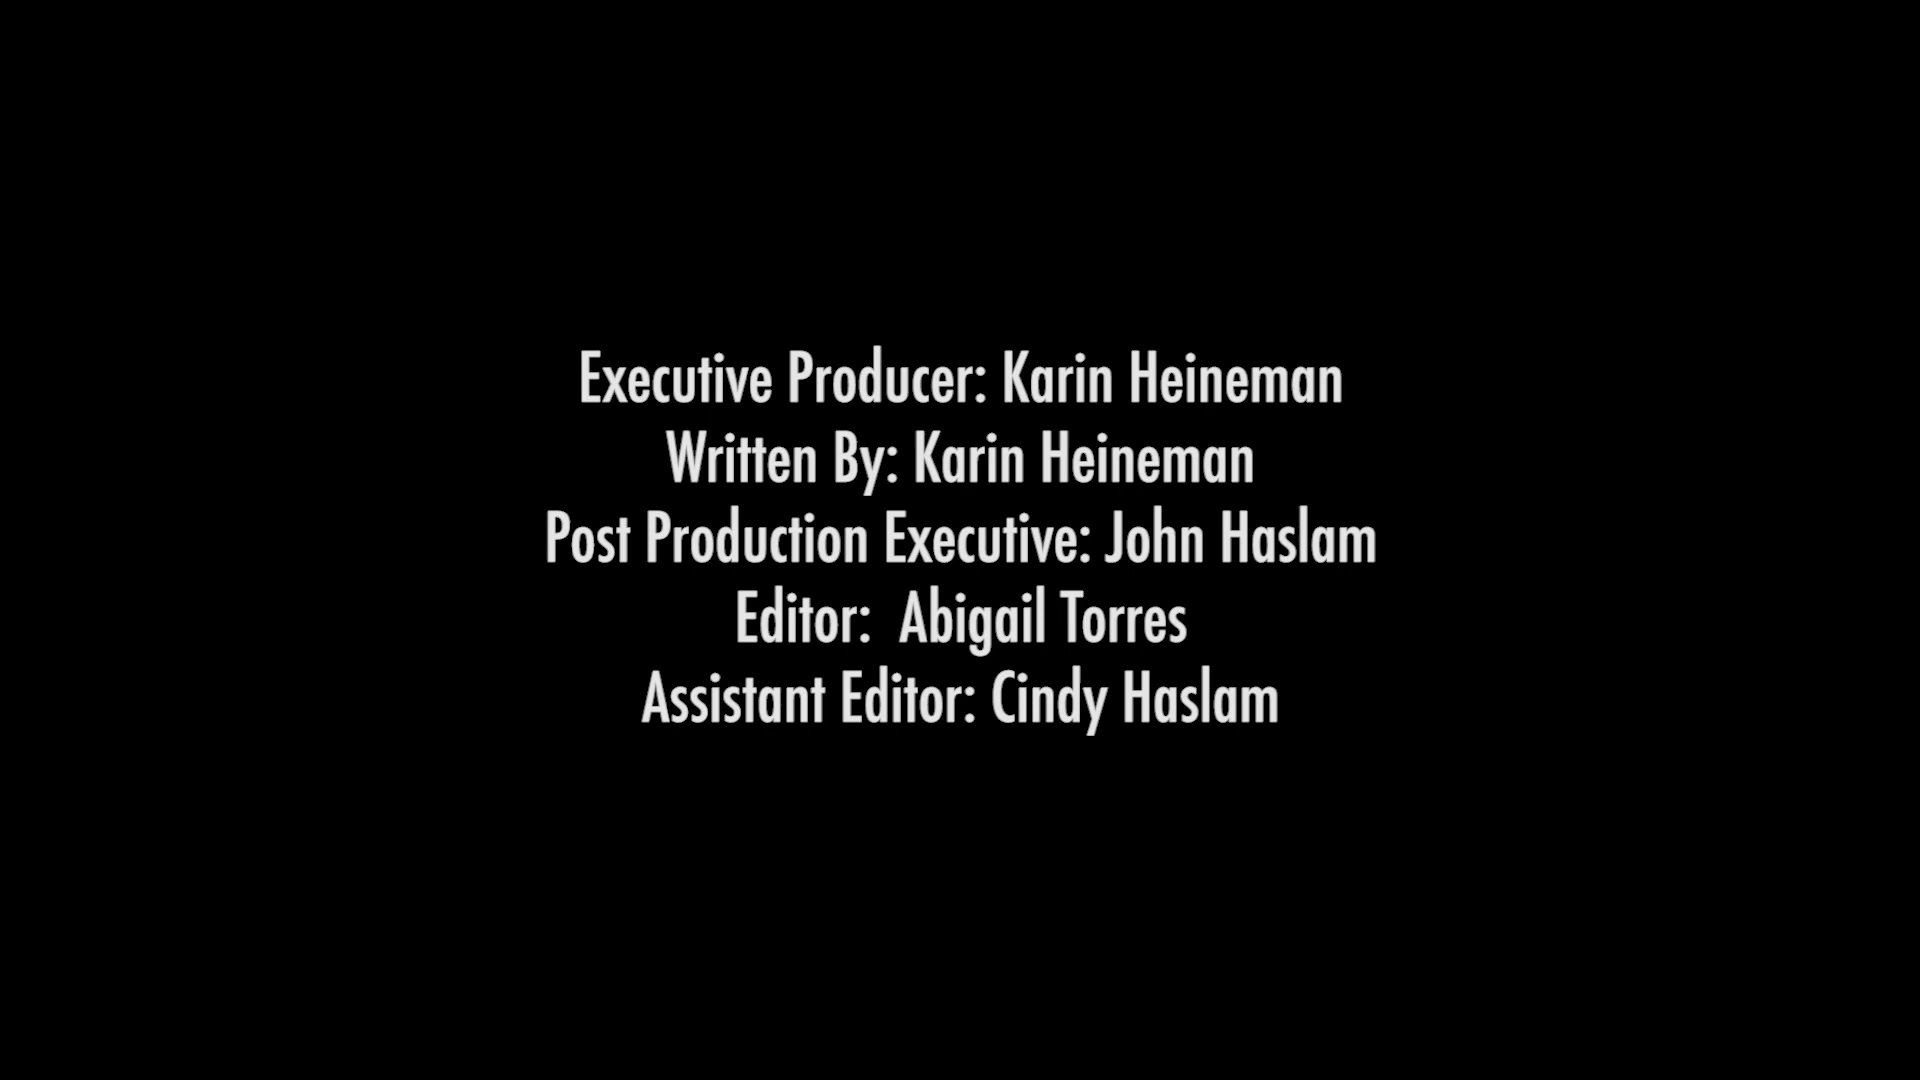 Executive Producer: Karin Heineman
Written By: Karin Heineman
Post Production Executive: John Haslam
Editor:  Abigail Torres
Assistant Editor: Cindy Haslam